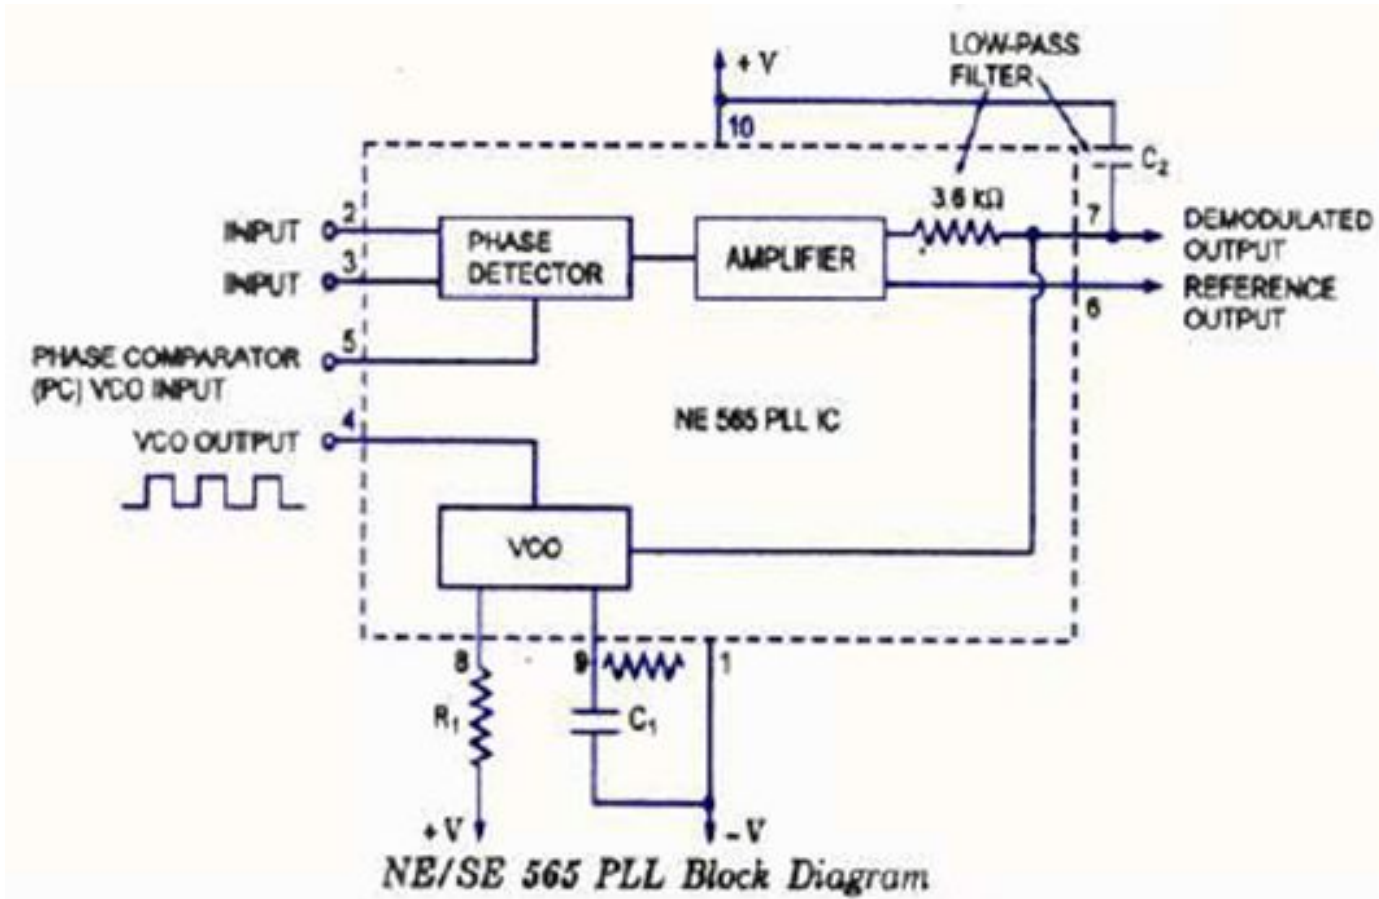 LOW-PASS
FILTER
+ V
10
C2
3.6 kΩ
2
INPUT
3
INPUT
PHASE
DETECTOR
AMPLIFIER
7
DEMODULATED
OUTPUT
6
REFERENCE
OUTPUT
5
PHASE COMPARATOR
(PC) VCO INPUT
4
VCO OUTPUT
NE 565 PLL IC
VCO
8
9
1
R1
C1
+V
-V
NE/SE 565 PLL Block Diagram